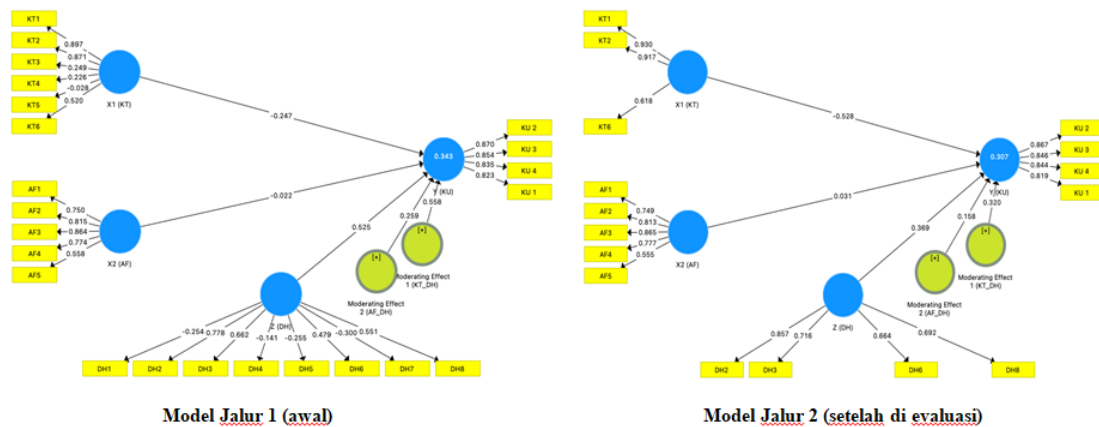 KT1
KT2
KT3
KT4
KT5
KT6
0.897
0.871
0.249
0.226
-0.028
0.520
X1 (KT)
-0.247
AF1
AF2
AF3
AF4
AF5
0.750
0.815
0.864
0.774
0.558
X2 (AF)
-0.022
0.343
Y (KU)
0.870
0.854
0.835
0.823
KU 2
KU 3
KU 4
KU 1
0.525
0.259
0.558
[+]
[+]
Moderating Effect
1 (KT_DH)
Moderating Effect
2 (AF_DH)
Z (DH)
-0.254
0.778
0.662
-0.141
-0.255
0.479
-0.300
0.551
DH1
DH2
DH3
DH4
DH5
DH6
DH7
DH8
Model Jalur 1 (awal)
KT1
KT2
KT6
0.930
0.917
0.618
X1 (KT)
-0.528
AF1
AF2
AF3
AF4
AF5
0.749
0.813
0.865
0.777
0.555
X2 (AF)
0.031
0.307
Y (KU)
0.867
0.846
0.844
0.819
KU 2
KU 3
KU 4
KU 1
0.369
0.158
0.320
[+]
[+]
Moderating Effect
1 (KT_DH)
Moderating Effect
2 (AF_DH)
Z (DH)
0.857
0.716
0.664
0.692
DH2
DH3
DH6
DH8
Model Jalur 2 (setelah di evaluasi)